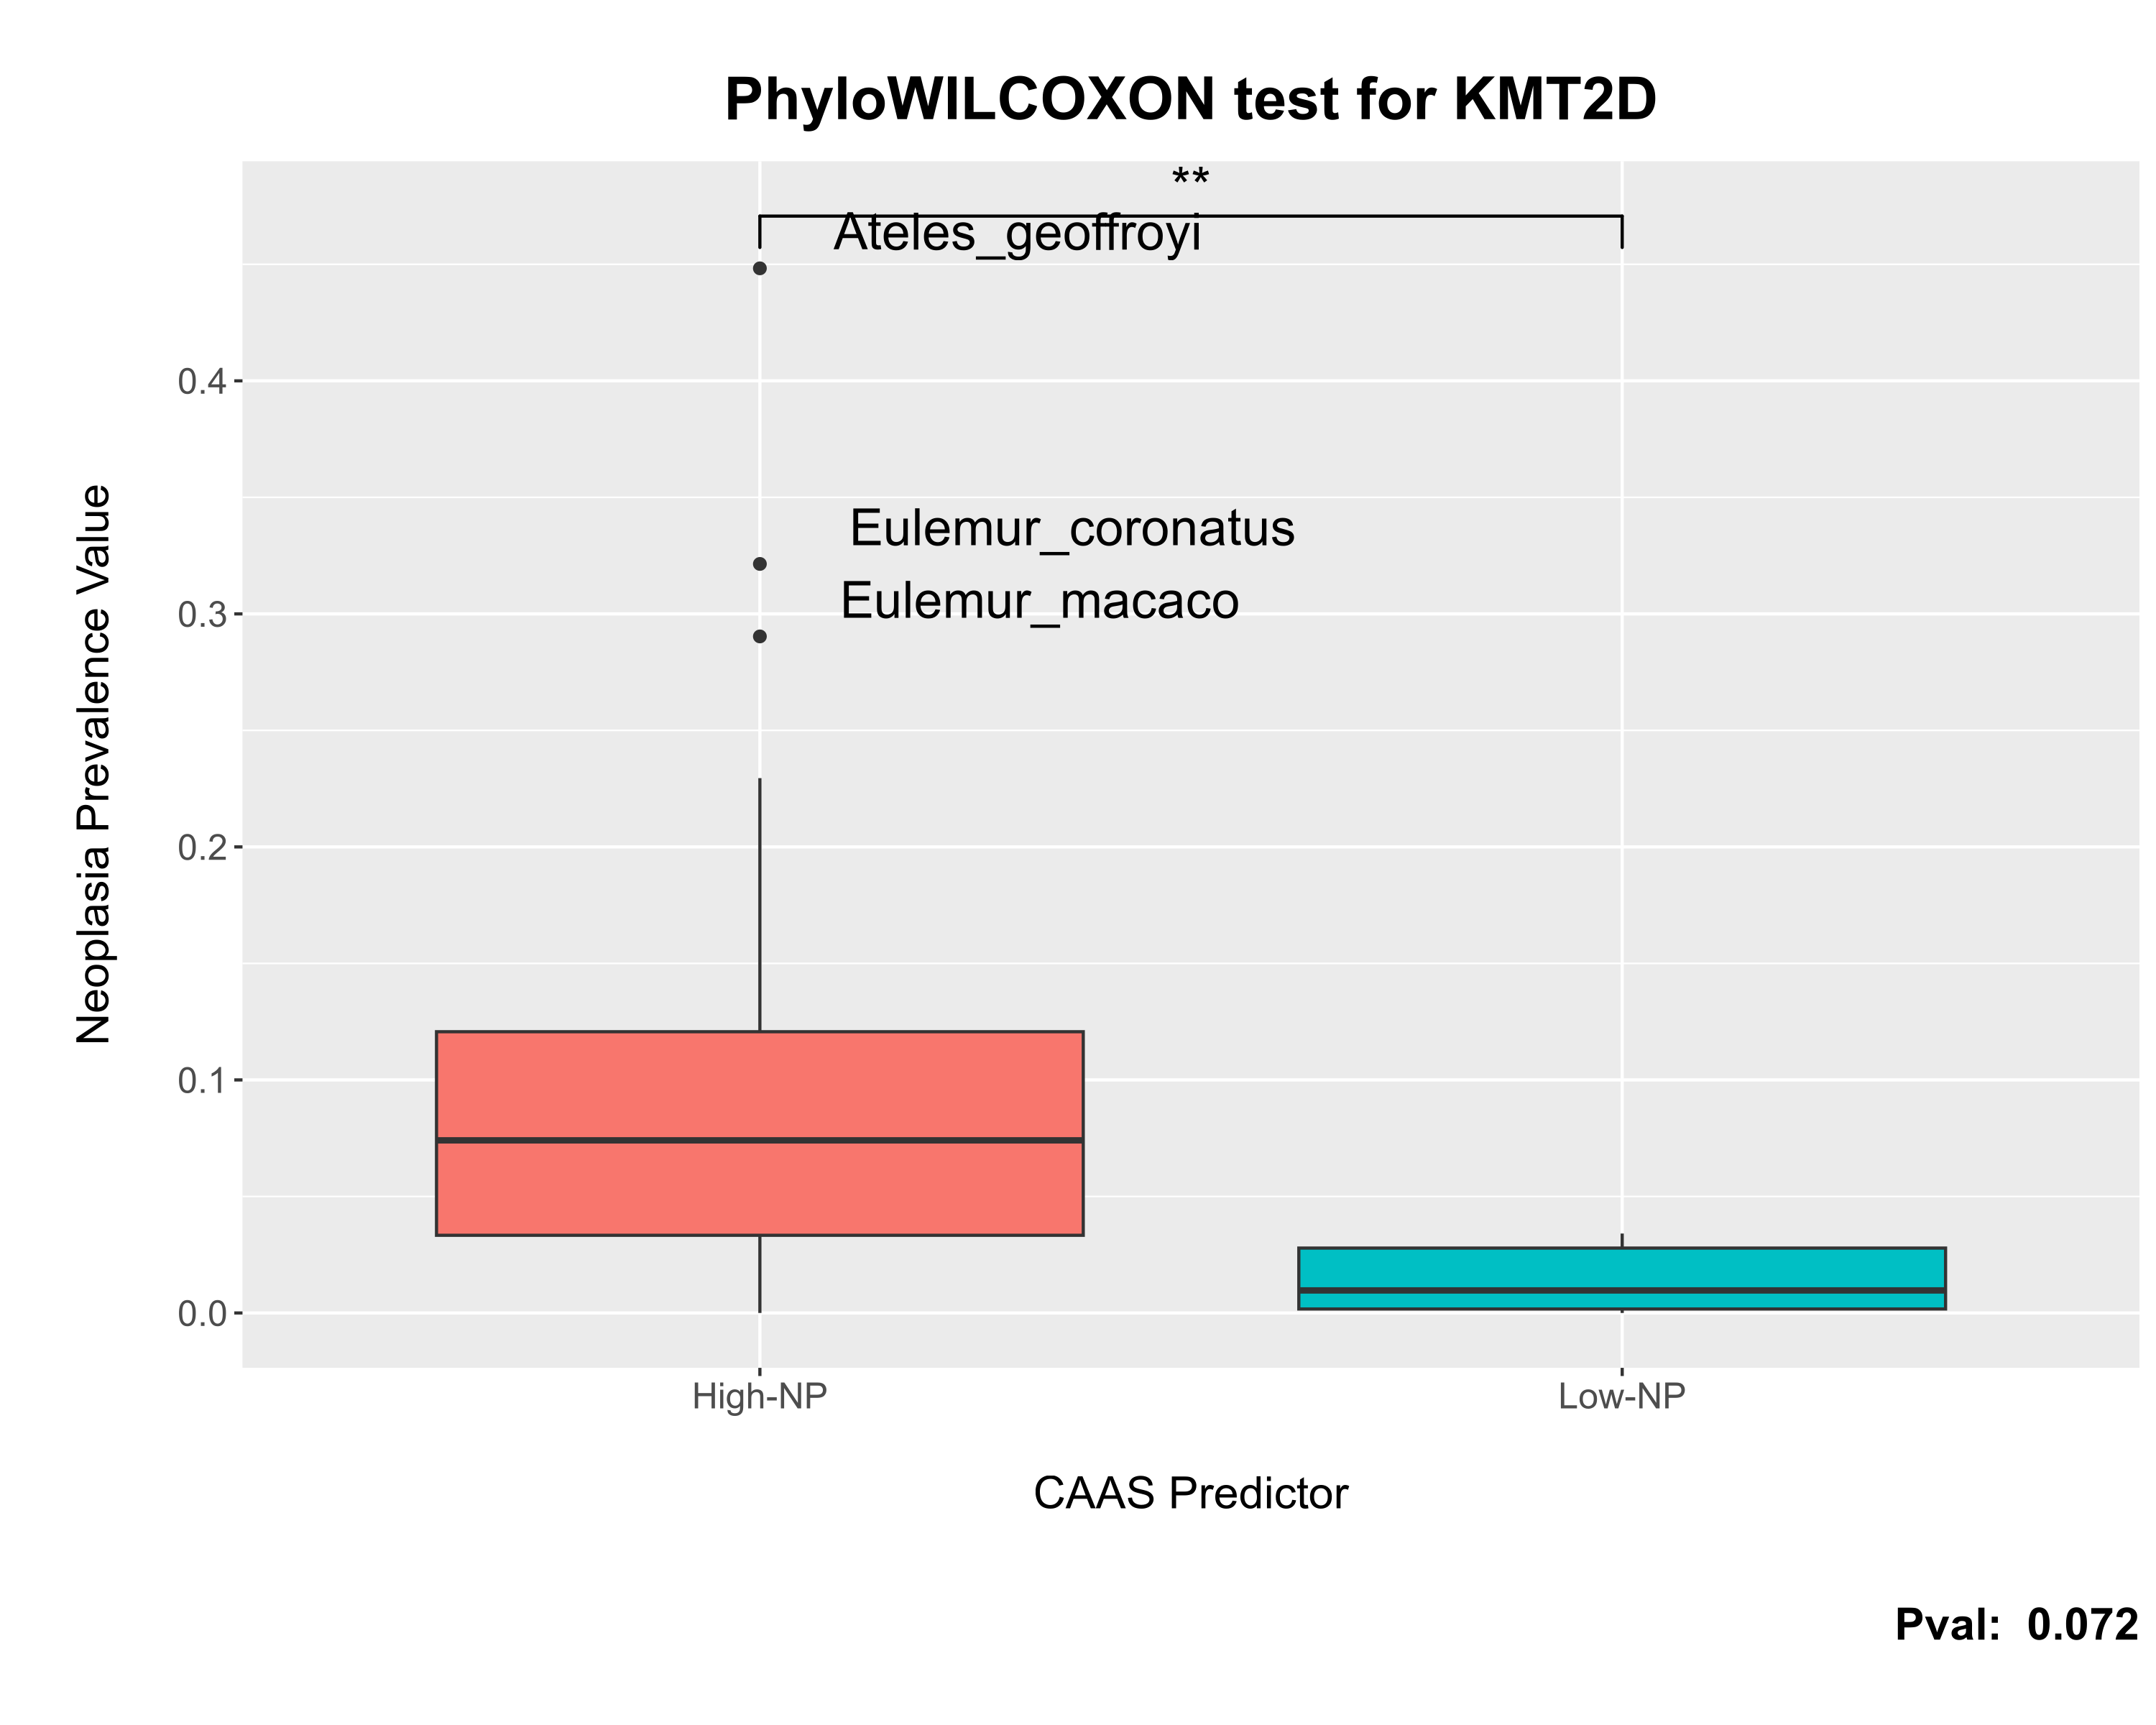 PhyloWILCOXON test for KMT2D
**
Ateles_geoffroyi
Eulemur_coronatus
Eulemur_macaco
Neoplasia Prevalence Value
0.4
0.3
0.2
0.1
0.0
High-NP
Low-NP
CAAS Predictor
Pval: 0.072